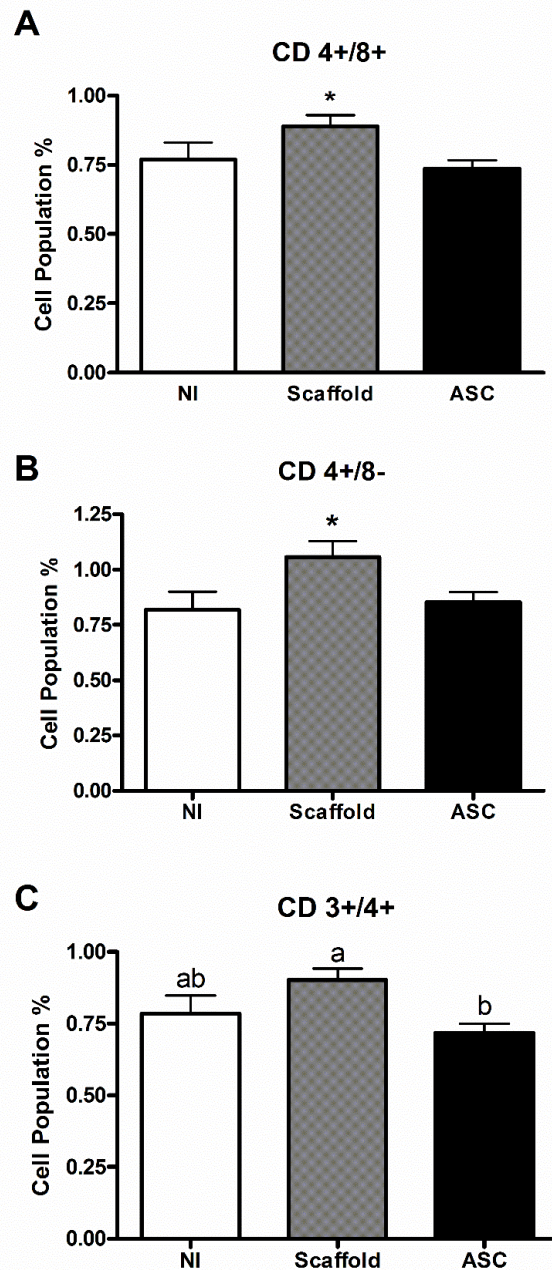 A
CD 4+/8+
Cell Population %
1.00
0.75
0.50
0.25
0.00
*
NI Scaffold ASC
B
CD 4+/8-
Cell Population %
1.25
1.00
0.75
0.50
0.25
0.00
*
NI Scaffold ASC
C
CD 3+/4+
Cell Population %
1.00
0.75
0.50
0.25
0.00
ab a b
NI Scaffold ASC